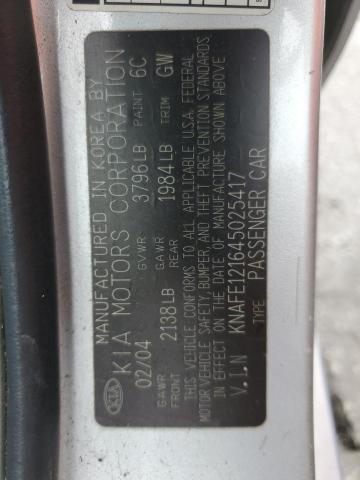 MANUFACTURED IN KOREA BY
KIA KIA MOTORS CORPORATION
02/04 GVWR 3796LB PAINT 6C
GAWR FRONT 2138LB GAWR REAR 1984LB TRIM GW
THIS VEHICLE CONFORMS TO ALL APPLICABLE U.S.A. FEDERAL
MOTOR VEHICLE SAFETY, BUMPER, AND THEFT PREVENTION STANDARDS
IN EFFECT ON THE DATE OF MANUFACTURE SHOWN ABOVE
V.I.N KNAFE121645025417
TYPE PASSENGER CAR